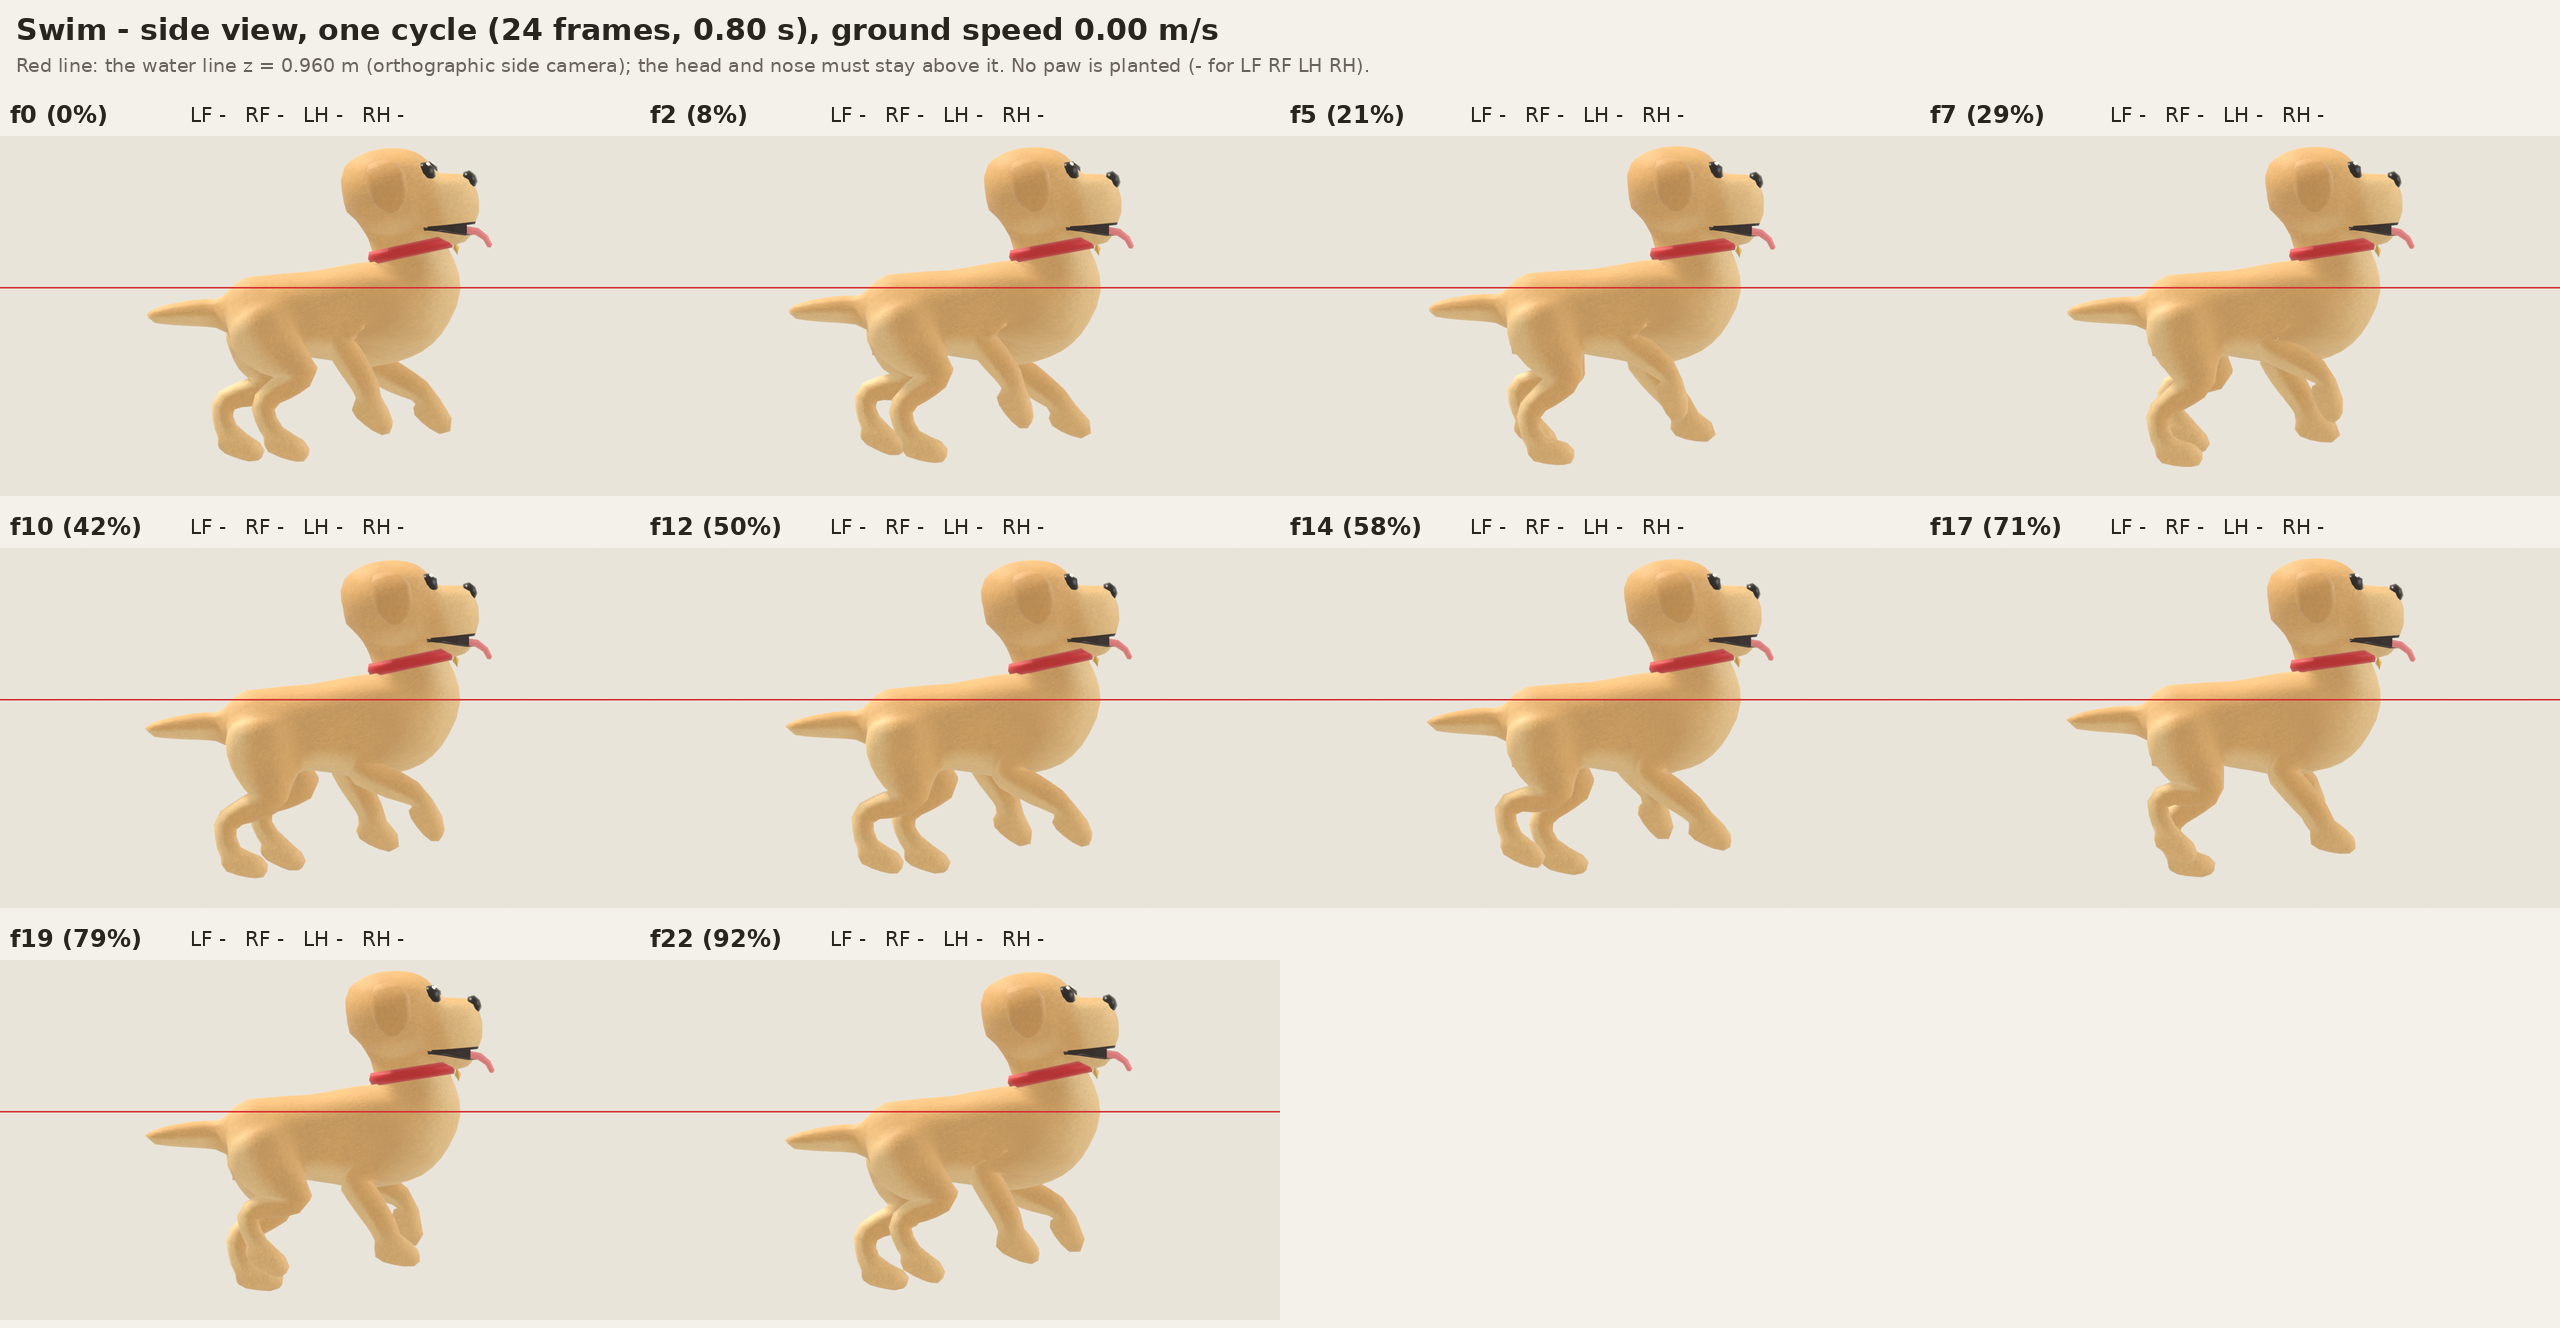 Swim - side view, one cycle (24 frames, 0.80 s), ground speed 0.00 m/s
Red line: the water line z = 0.960 m (orthographic side camera); the head and nose must stay above it. No paw is planted (- for LF RF LH RH).
f0 (0%) LF - RF - LH - RH -
f2 (8%) LF - RF - LH - RH -
f5 (21%) LF - RF - LH - RH -
f7 (29%) LF - RF - LH - RH -
f10 (42%) LF - RF - LH - RH -
f12 (50%) LF - RF - LH - RH -
f14 (58%) LF - RF - LH - RH -
f17 (71%) LF - RF - LH - RH -
f19 (79%) LF - RF - LH - RH -
f22 (92%) LF - RF - LH - RH -